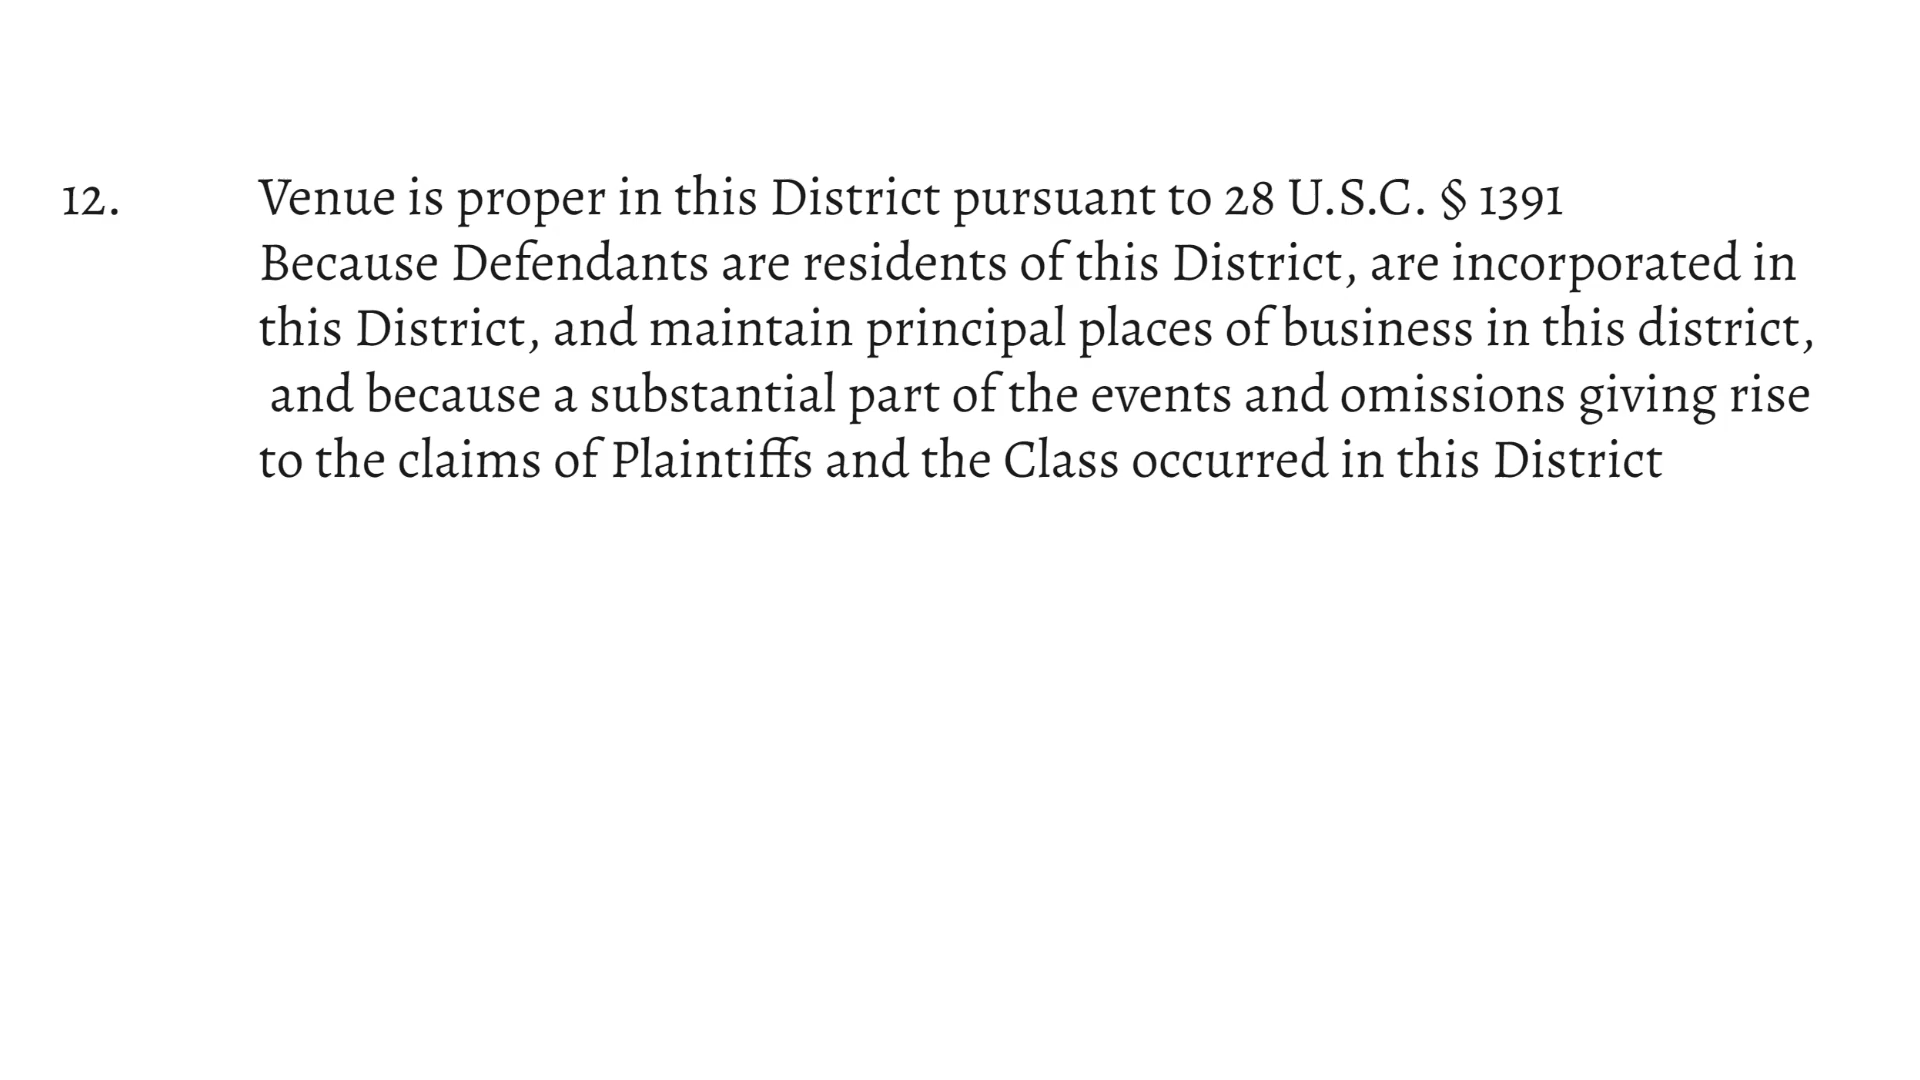 12. Venue is proper in this District pursuant to 28 U.S.C. § 1391
Because Defendants are residents of this District, are incorporated in
this District, and maintain principal places of business in this district,
and because a substantial part of the events and omissions giving rise
to the claims of Plaintiffs and the Class occurred in this District